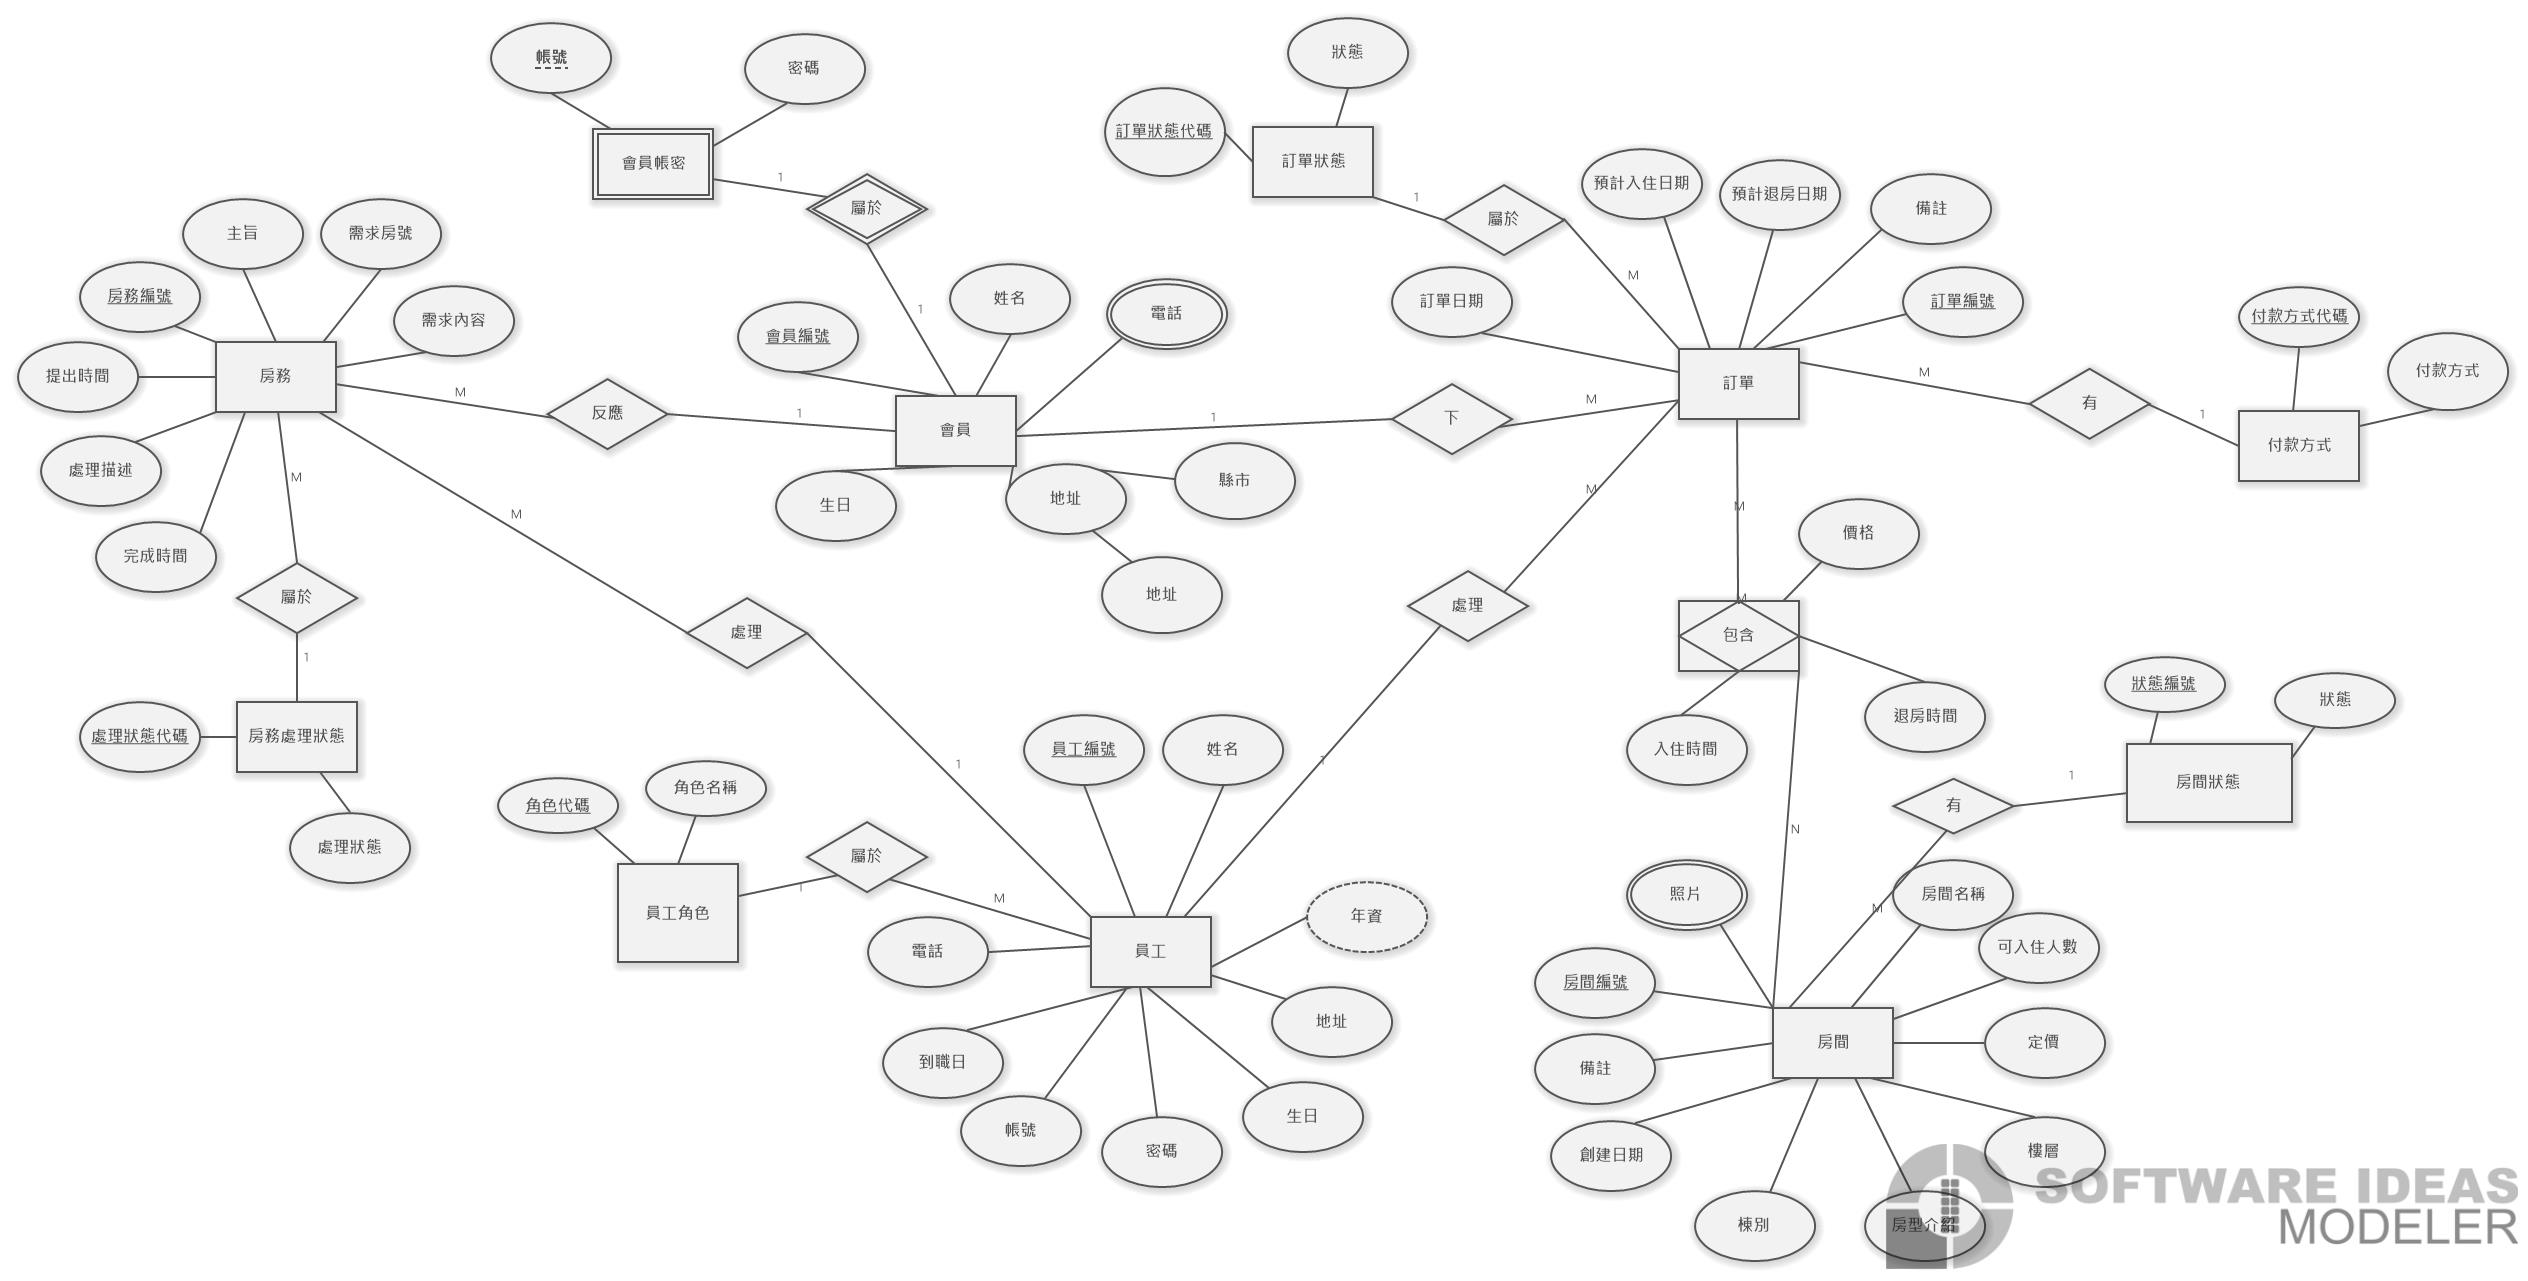 帳號
密碼
會員帳密
1
屬於
1
狀態
訂單狀態代碼
訂單狀態
1
屬於
M
預計入住日期
預計退房日期
備註
訂單日期
訂單編號
訂單
付款方式代碼
付款方式
付款方式
M
有
1
主旨
需求房號
房務編號
需求內容
提出時間
房務
處理描述
完成時間
M
反應
1
會員編號
姓名
電話
會員
生日
地址
縣市
地址
1
下
M
M
屬於
1
處理狀態代碼
房務處理狀態
處理狀態
M
處理
1
M
處理
1
M
價格
M
包含
入住時間
退房時間
N
狀態編號
狀態
房間狀態
1
有
M
角色代碼
角色名稱
員工角色
1
屬於
M
員工編號
姓名
年資
電話
員工
地址
到職日
帳號
密碼
生日
照片
房間名稱
可入住人數
房間編號
備註
房間
定價
創建日期
樓層
棟別
房型介紹
SOFTWARE IDEAS
MODELER